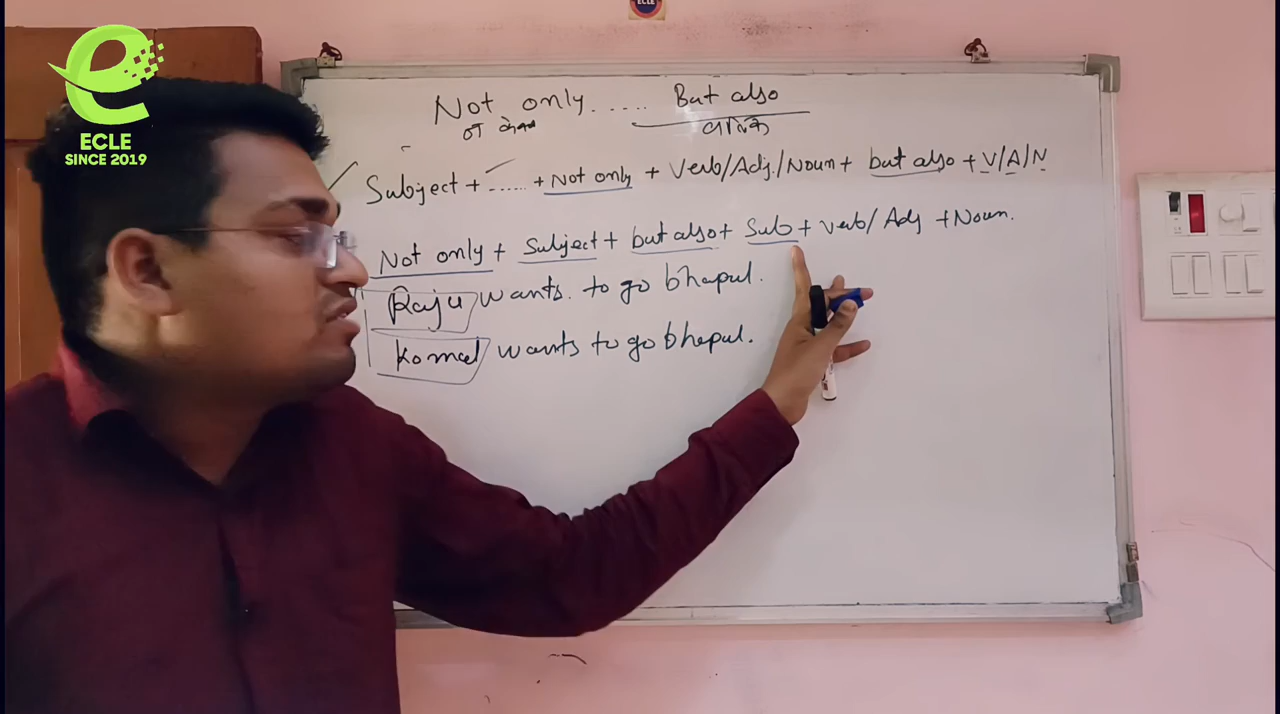 ECLE
SINCE 2019
ECLE
Not only ..... But also
Subject + ...... + Not only + Verb/Adj./Noun + but also + V/A/N
Not only + Subject + but also + Sub + verb/ Adj + Noun.
Raju wants. to go bhopal.
Komal wants to go bhopal.